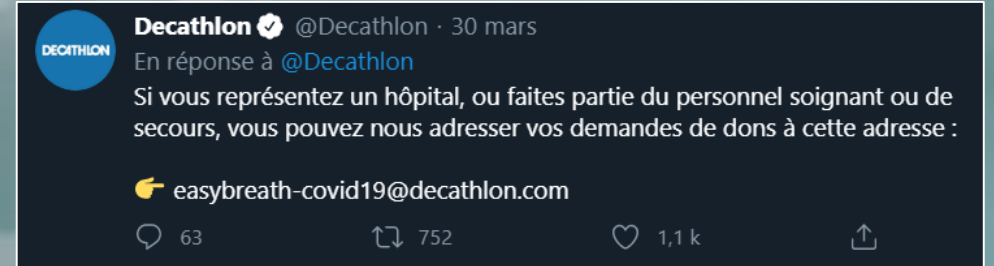 DECATHLON
Decathlon @Decathlon · 30 mars
En réponse à @Decathlon
Si vous représentez un hôpital, ou faites partie du personnel soignant ou de
secours, vous pouvez nous adresser vos demandes de dons à cette adresse :
👉 easybreath-covid19@decathlon.com
63 752 1,1 k